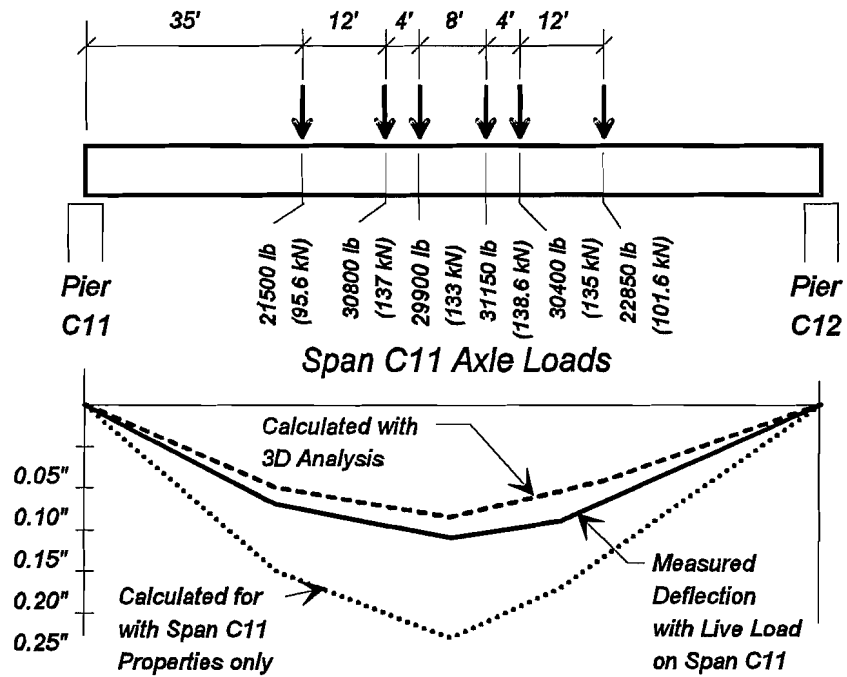 35' 12' 4' 8' 4' 12'
21500 lb
(95.6 kN)
30800 lb
(137 kN)
29900 lb
(133 kN)
31150 lb
(138.6 kN)
30400 lb
(135 kN)
22850 lb
(101.6 kN)
Pier
C11
Pier
C12
Span C11 Axle Loads
Calculated with
3D Analysis
0.05"
0.10"
0.15"
0.20"
0.25"
Calculated for
with Span C11
Properties only
Measured
Deflection
with Live Load
on Span C11